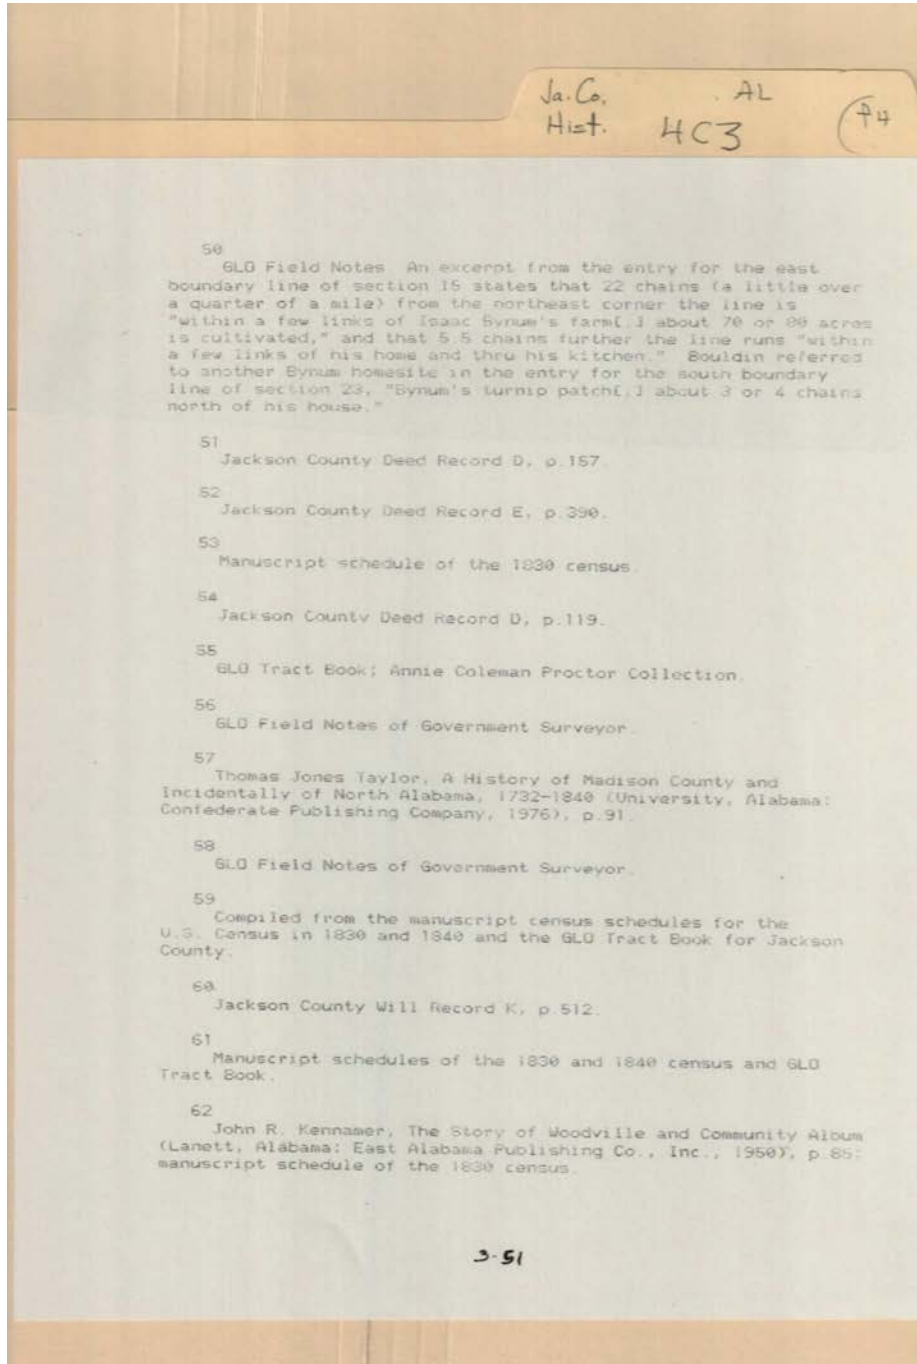 Ja. Co. AL
Hist. 4C3
P4
50
GLO Field Notes An excerpt from the entry for the east
boundary line of section 15 states that 22 chains (a little over
a quarter of a mile) from the northeast corner the line is
"within a few links of Isaac Bynum's farm[,] about 70 or 80 acres
is cultivated," and that 5.5 chains further the line runs "within
a few links of his home and thru his kitchen." Bouldin referred
to another Bynum homesite in the entry for the south boundary
line of section 23, "Bynum's turnip patch[,] about 3 or 4 chains
north of his house."
51
Jackson County Deed Record D, p.157.
52
Jackson County Deed Record E, p.390.
53
Manuscript schedule of the 1830 census.
54
Jackson County Deed Record D, p.119.
55
GLO Tract Book; Annie Coleman Proctor Collection.
56
GLO Field Notes of Government Surveyor.
57
Thomas Jones Taylor, A History of Madison County and
Incidentally of North Alabama, 1732-1840 (University, Alabama:
Confederate Publishing Company, 1976), p.91.
58
GLO Field Notes of Government Surveyor.
59
Compiled from the manuscript census schedules for the
U.S. Census in 1830 and 1840 and the GLO Tract Book for Jackson
County.
60
Jackson County Will Record K, p.512.
61
Manuscript schedules of the 1830 and 1840 census and GLO
Tract Book.
62
John R. Kennamer, The Story of Woodville and Community Album
(Lanett, Alabama: East Alabama Publishing Co., Inc., 1950), p.85;
manuscript schedule of the 1830 census.
3-51